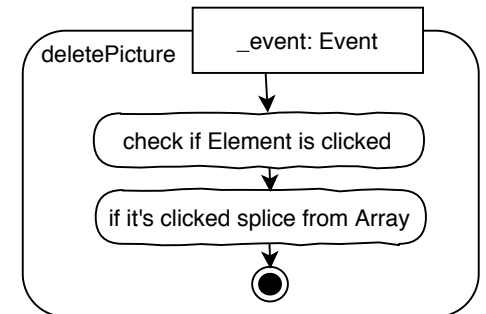 _event: Event
deletePicture
check if Element is clicked
if it's clicked splice from Array